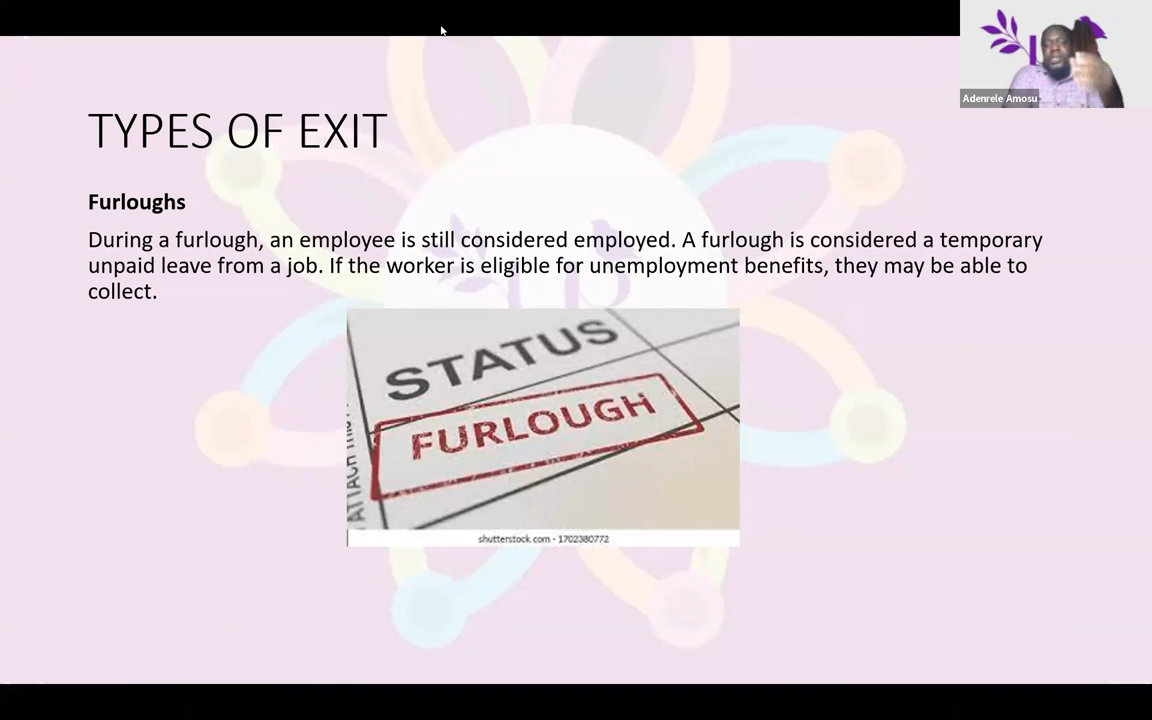 Adenrele Amosu
TYPES OF EXIT
Furloughs
During a furlough, an employee is still considered employed. A furlough is considered a temporary
unpaid leave from a job. If the worker is eligible for unemployment benefits, they may be able to
collect.
STATUS
FURLOUGH
shutterstock.com · 1702380772